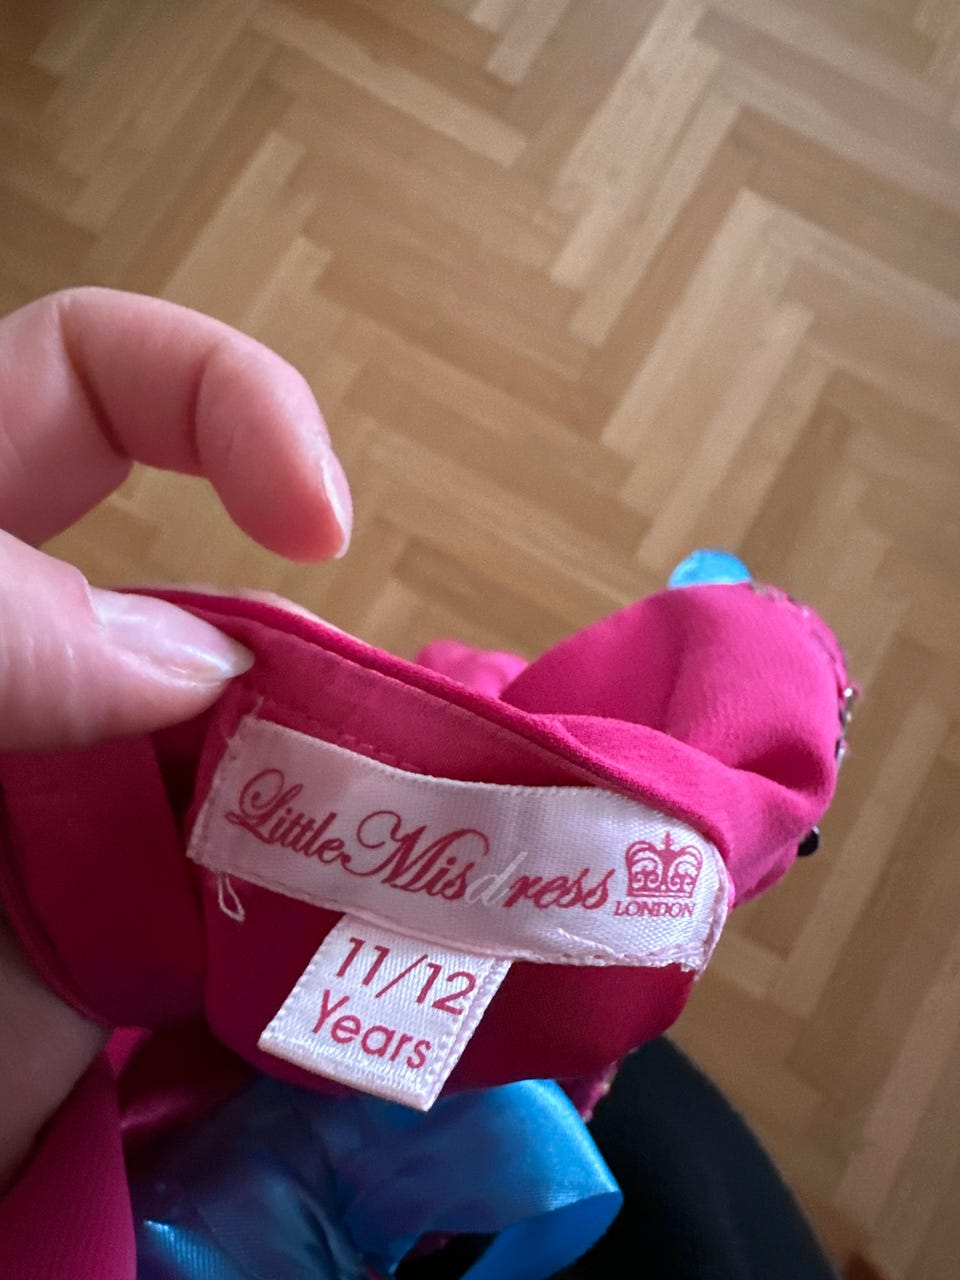 Little Misdress
LONDON
11/12
Years